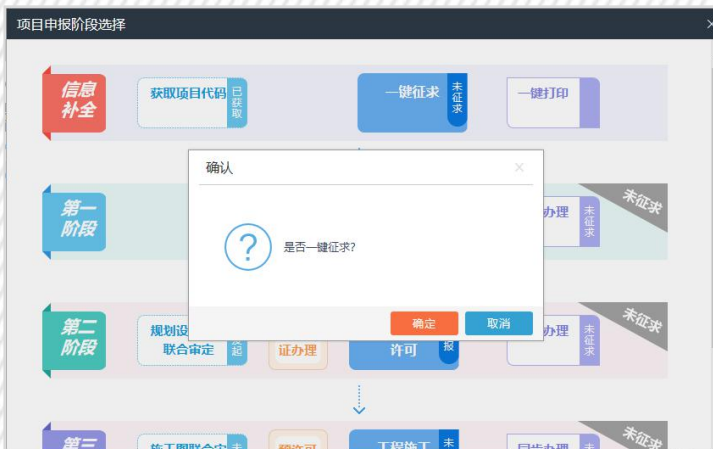 项目申报阶段选择
信息
补全
获取项目代码
已获取
一键征求
未征求
一键打印
确认
是否一键征求?
确定
取消
第一
阶段
办理
未征求
未征求
第二
阶段
规划设
联合审定
起
证办理
许可
报
办理
未征求
未征求
第三
施工图联合审
未
预许可
工程施工
未
同步办理
未
未征求